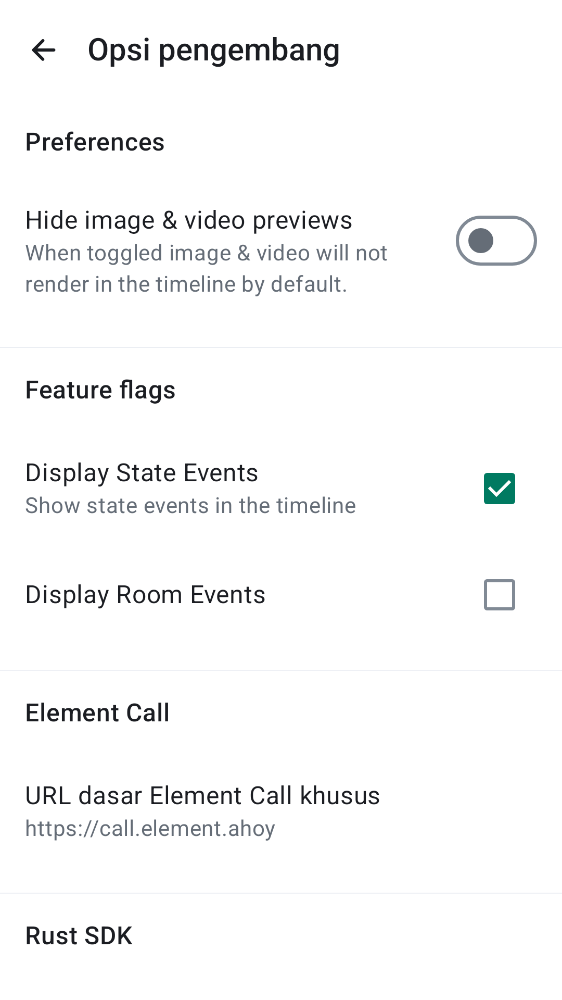 Opsi pengembang
Preferences
Hide image & video previews
When toggled image & video will not
render in the timeline by default.
Feature flags
Display State Events
Show state events in the timeline
Display Room Events
Element Call
URL dasar Element Call khusus
https://call.element.ahoy
Rust SDK